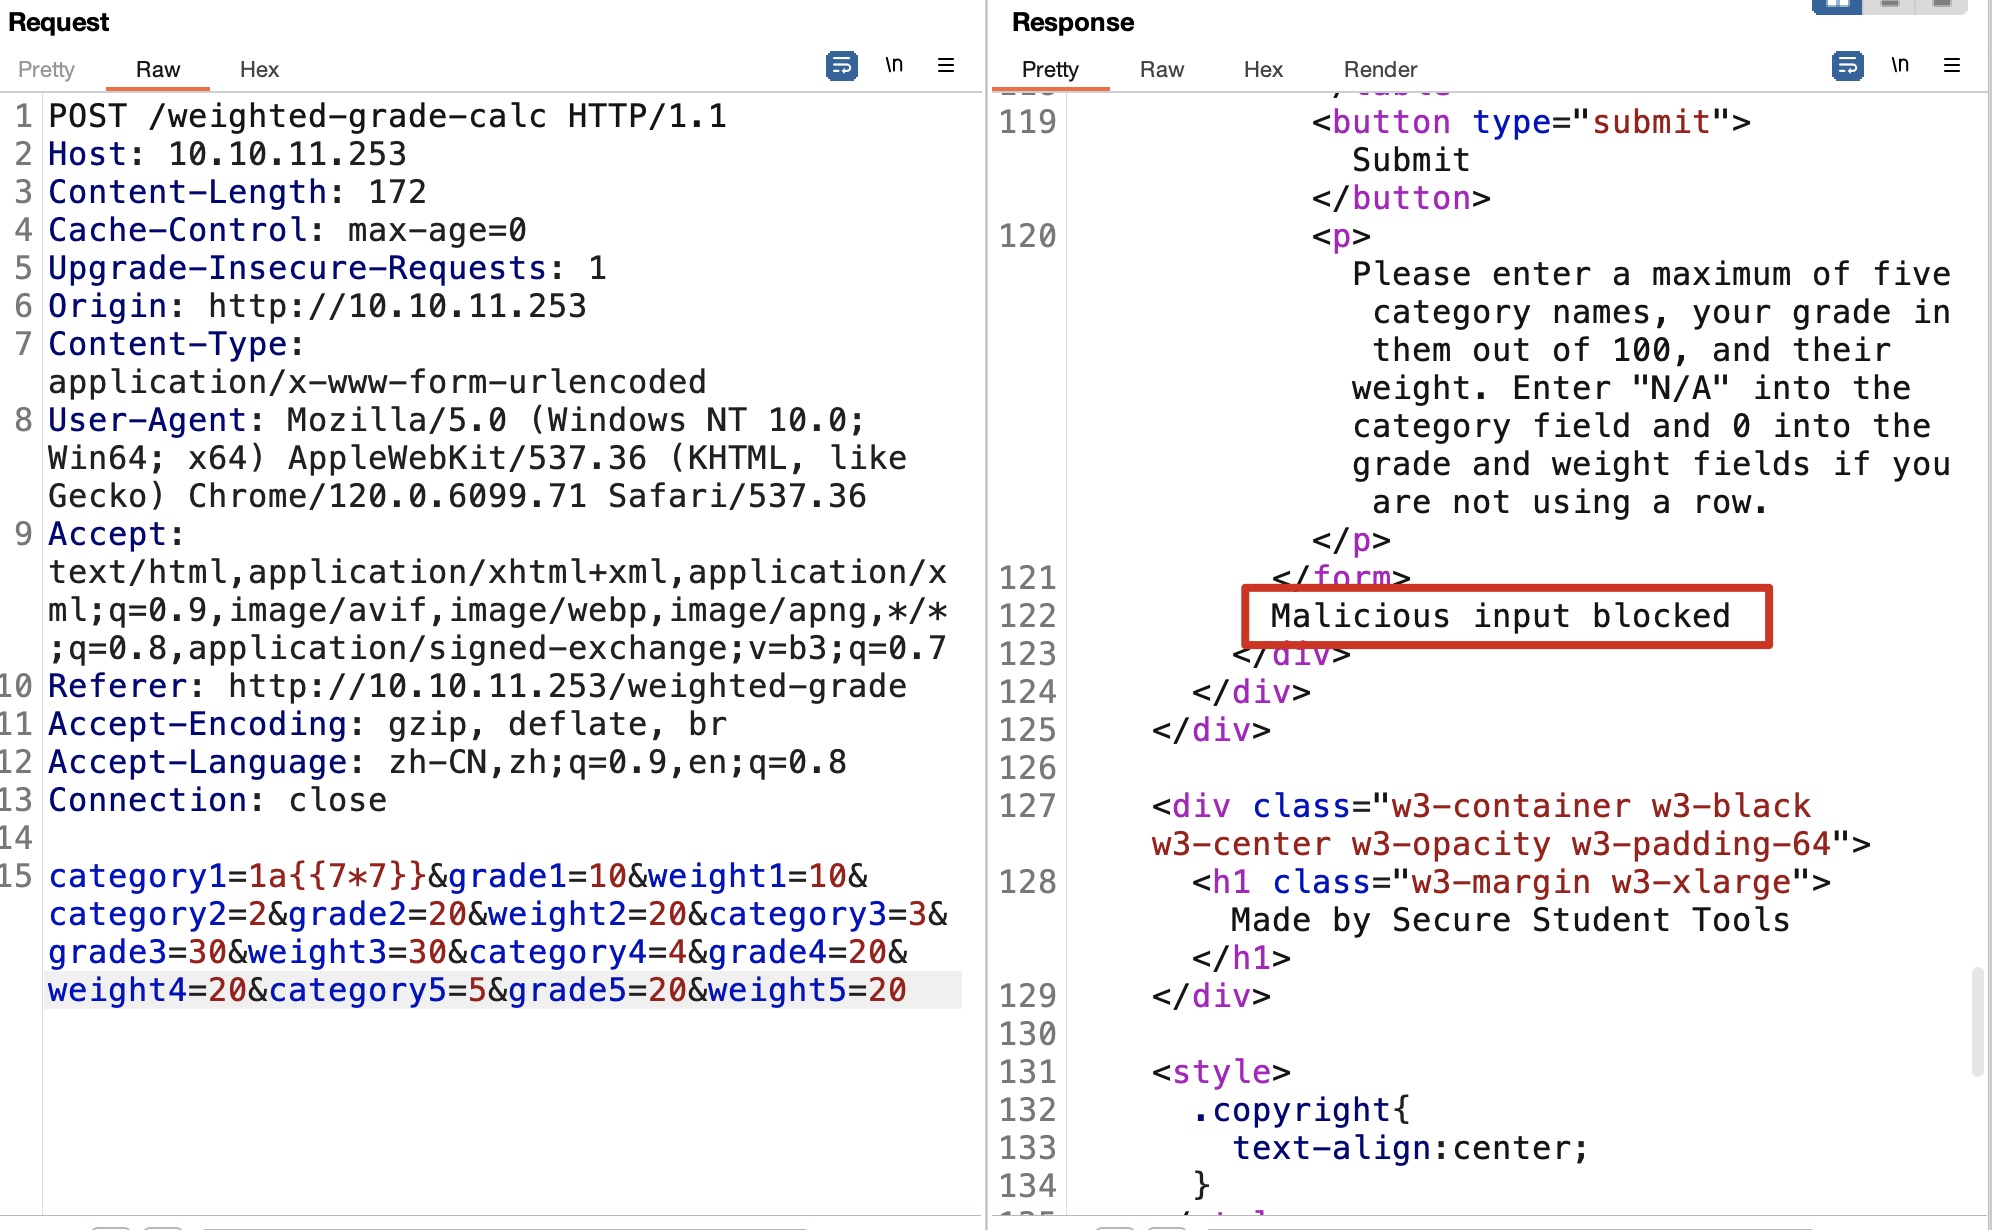 Request
Pretty Raw Hex \n
1 POST /weighted-grade-calc HTTP/1.1
2 Host: 10.10.11.253
3 Content-Length: 172
4 Cache-Control: max-age=0
5 Upgrade-Insecure-Requests: 1
6 Origin: http://10.10.11.253
7 Content-Type:
application/x-www-form-urlencoded
8 User-Agent: Mozilla/5.0 (Windows NT 10.0;
Win64; x64) AppleWebKit/537.36 (KHTML, like
Gecko) Chrome/120.0.6099.71 Safari/537.36
9 Accept:
text/html,application/xhtml+xml,application/x
ml;q=0.9,image/avif,image/webp,image/apng,*/*
;q=0.8,application/signed-exchange;v=b3;q=0.7
10 Referer: http://10.10.11.253/weighted-grade
11 Accept-Encoding: gzip, deflate, br
12 Accept-Language: zh-CN,zh;q=0.9,en;q=0.8
13 Connection: close
14
15 category1=1a{{7*7}}&grade1=10&weight1=10&
category2=2&grade2=20&weight2=20&category3=3&
grade3=30&weight3=30&category4=4&grade4=20&
weight4=20&category5=5&grade5=20&weight5=20
Response
Pretty Raw Hex Render \n
119 <button type="submit">
Submit
</button>
120 <p>
Please enter a maximum of five
category names, your grade in
them out of 100, and their
weight. Enter "N/A" into the
category field and 0 into the
grade and weight fields if you
are not using a row.
</p>
121 </form>
122 Malicious input blocked
123 </div>
124 </div>
125 </div>
126
127 <div class="w3-container w3-black
w3-center w3-opacity w3-padding-64">
128 <h1 class="w3-margin w3-xlarge">
Made by Secure Student Tools
</h1>
129 </div>
130
131 <style>
132 .copyright{
133 text-align:center;
134 }